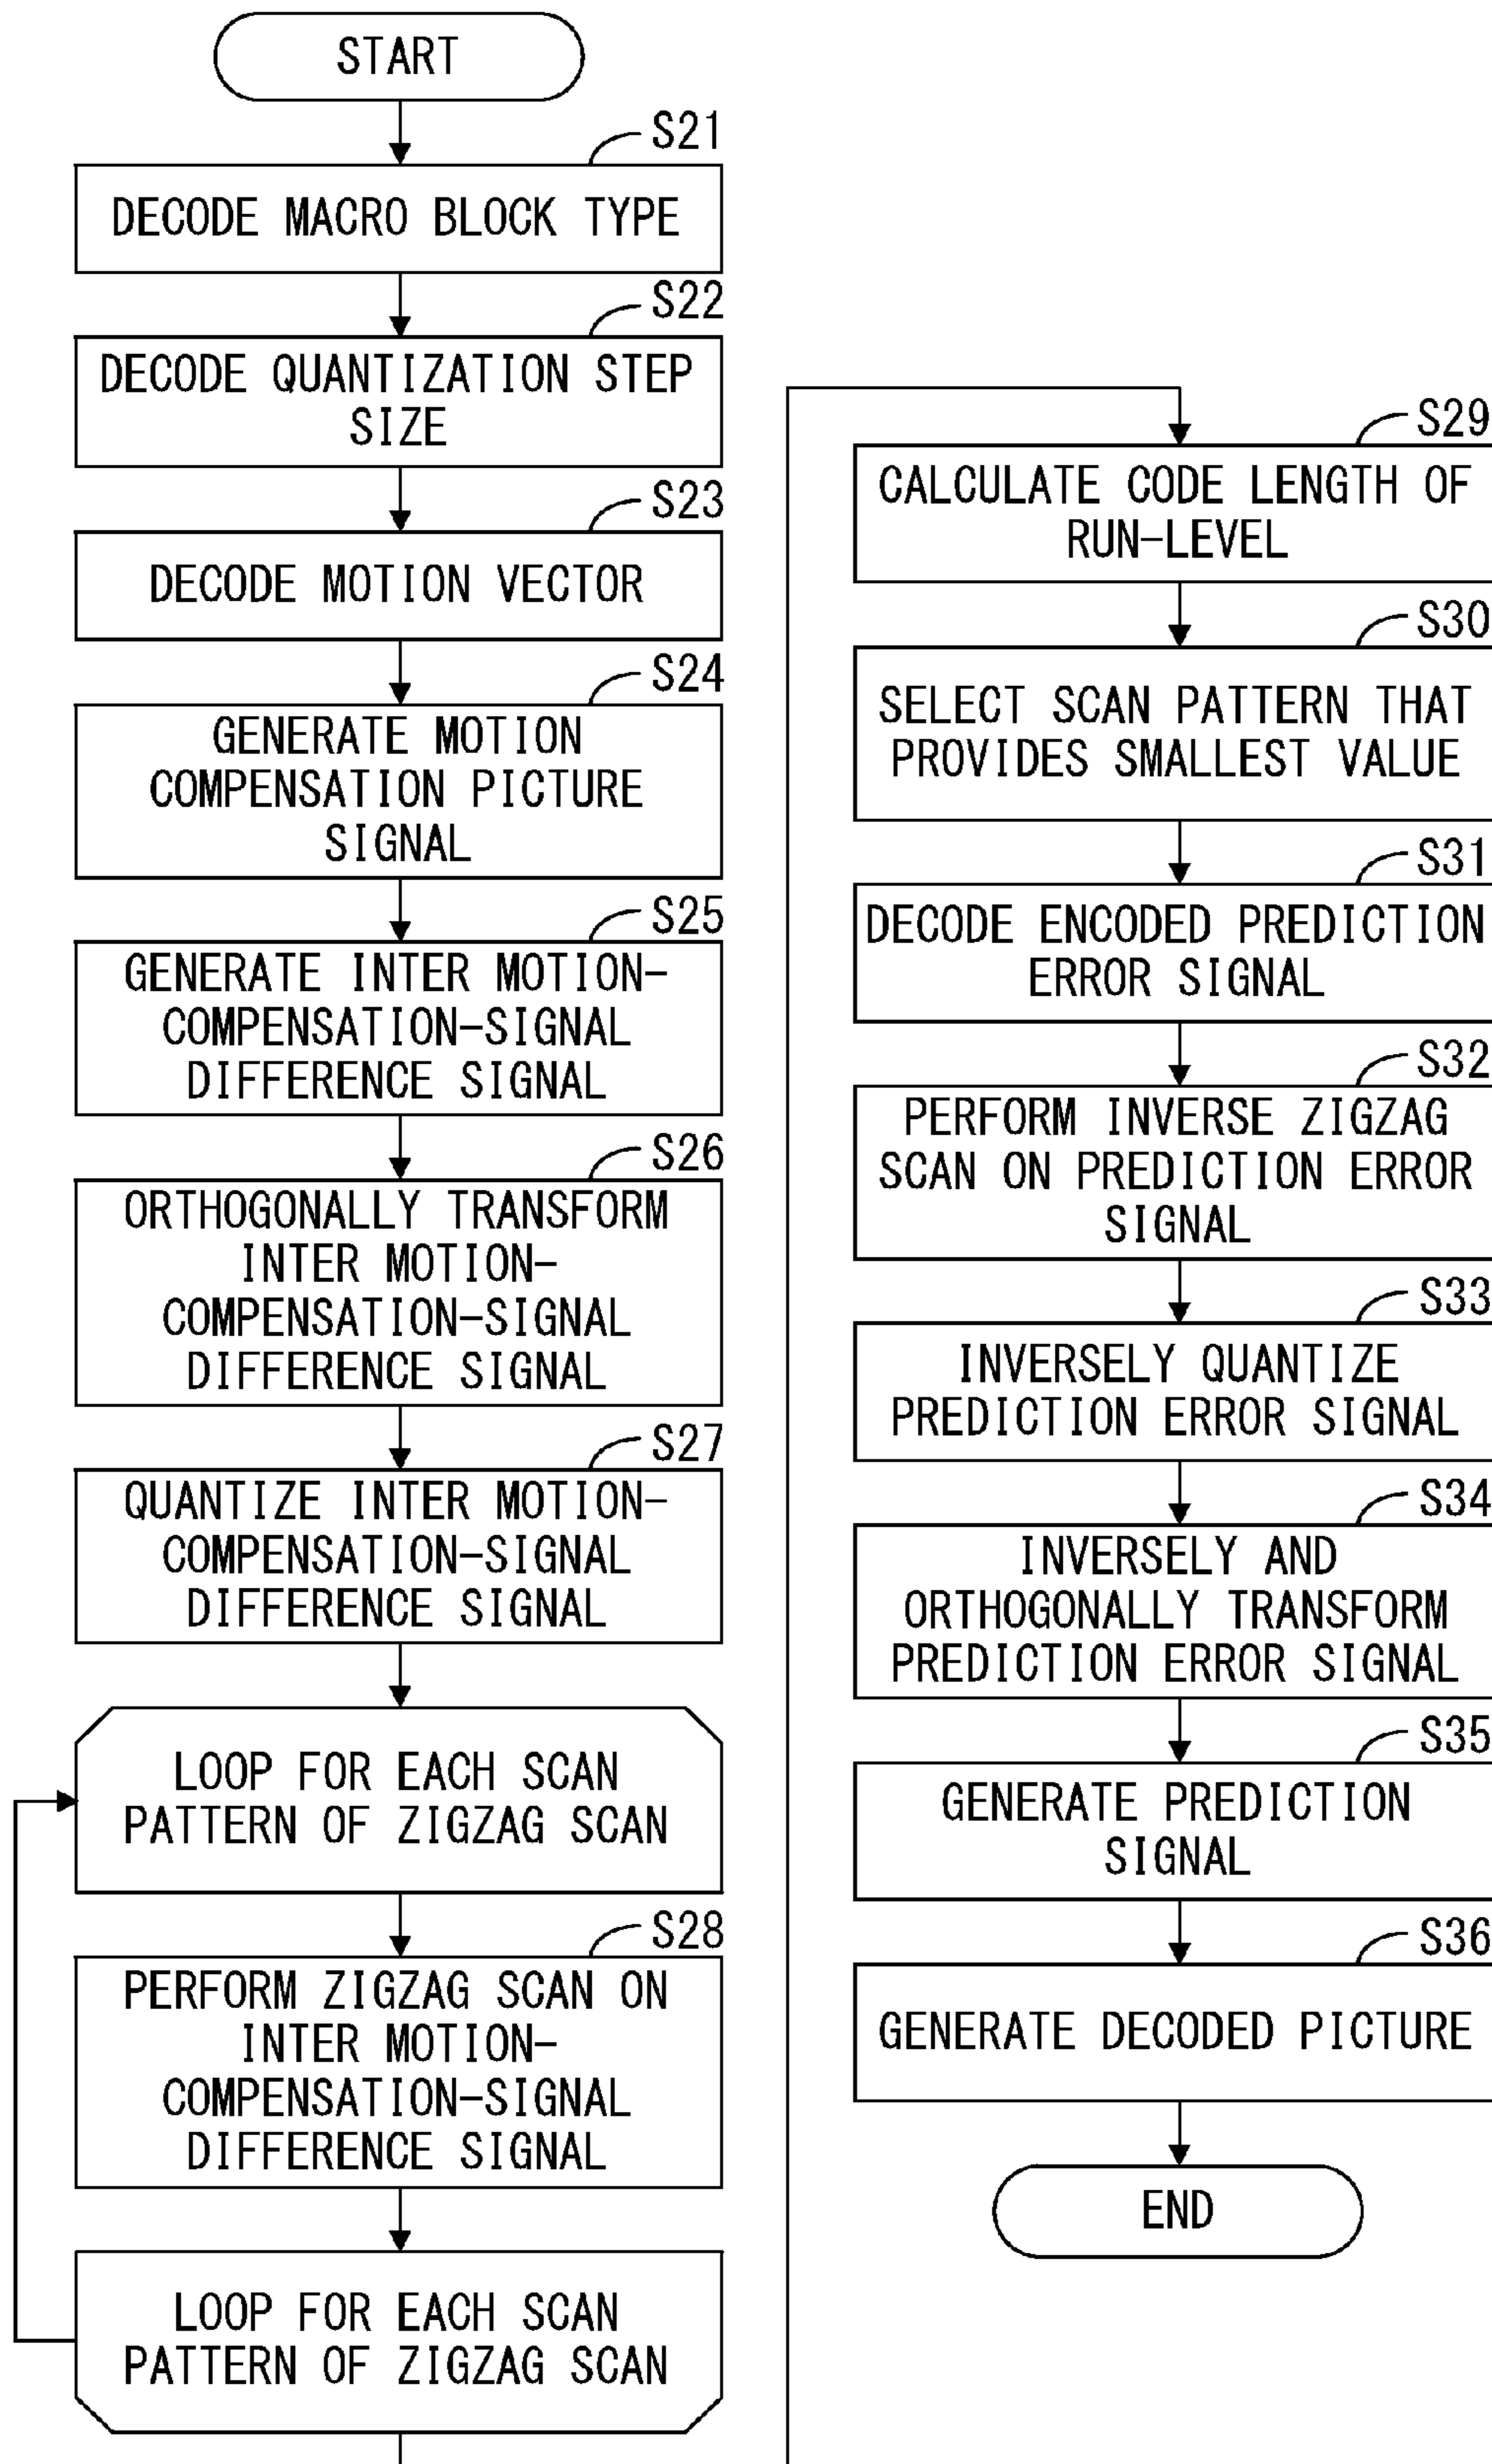 START
S21
DECODE MACRO BLOCK TYPE
S22
DECODE QUANTIZATION STEP
SIZE
S23
DECODE MOTION VECTOR
S24
GENERATE MOTION
COMPENSATION PICTURE
SIGNAL
S25
GENERATE INTER MOTION-
COMPENSATION-SIGNAL
DIFFERENCE SIGNAL
S26
ORTHOGONALLY TRANSFORM
INTER MOTION-
COMPENSATION-SIGNAL
DIFFERENCE SIGNAL
S27
QUANTIZE INTER MOTION-
COMPENSATION-SIGNAL
DIFFERENCE SIGNAL
LOOP FOR EACH SCAN
PATTERN OF ZIGZAG SCAN
S28
PERFORM ZIGZAG SCAN ON
INTER MOTION-
COMPENSATION-SIGNAL
DIFFERENCE SIGNAL
LOOP FOR EACH SCAN
PATTERN OF ZIGZAG SCAN
S29
CALCULATE CODE LENGTH OF
RUN-LEVEL
S30
SELECT SCAN PATTERN THAT
PROVIDES SMALLEST VALUE
S31
DECODE ENCODED PREDICTION
ERROR SIGNAL
S32
PERFORM INVERSE ZIGZAG
SCAN ON PREDICTION ERROR
SIGNAL
S33
INVERSELY QUANTIZE
PREDICTION ERROR SIGNAL
S34
INVERSELY AND
ORTHOGONALLY TRANSFORM
PREDICTION ERROR SIGNAL
S35
GENERATE PREDICTION
SIGNAL
S36
GENERATE DECODED PICTURE
END